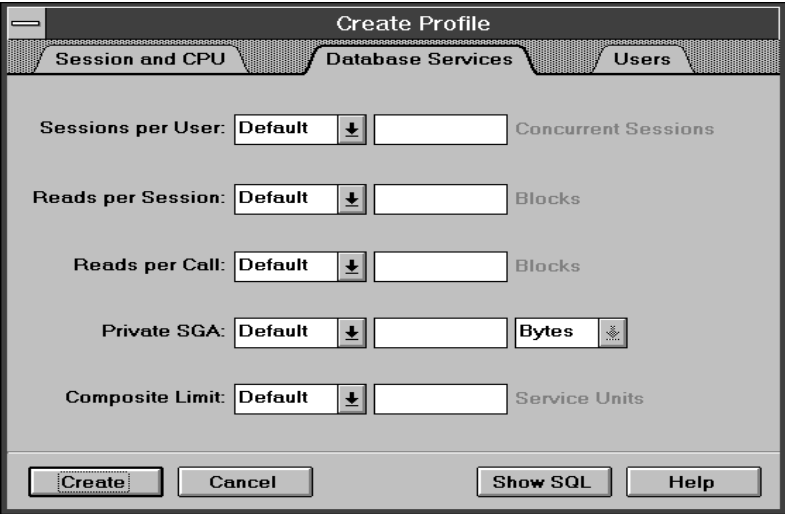 Create Profile
Session and CPU Database Services Users
Sessions per User: Default Concurrent Sessions
Reads per Session: Default Blocks
Reads per Call: Default Blocks
Private SGA: Default Bytes
Composite Limit: Default Service Units
Create Cancel Show SQL Help